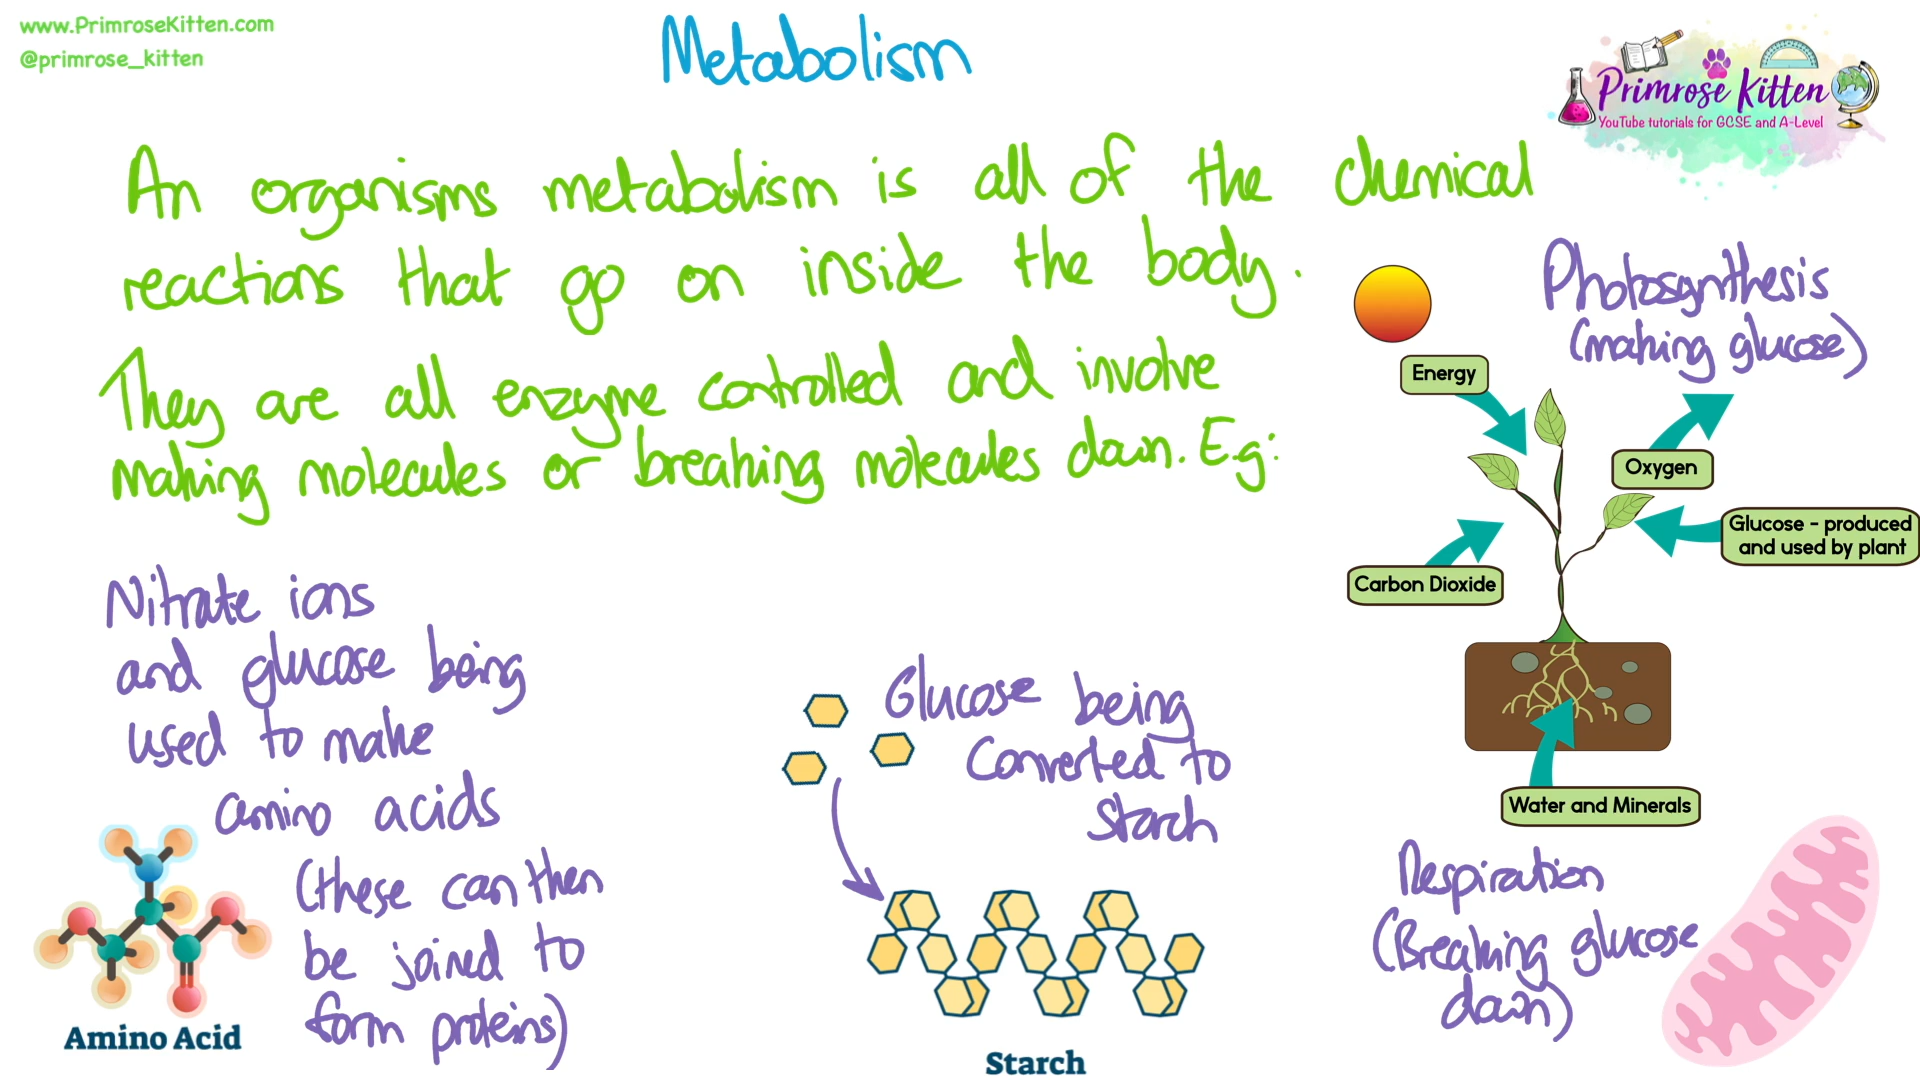 www.PrimroseKitten.com
@primrose_kitten
Metabolism
Primrose Kitten
YouTube tutorials for GCSE and A-Level
An organisms metabolism is all of the chemical
reactions that go on inside the body.
They are all enzyme controlled and involve
making molecules or breaking molecules down. E.g:
Photosynthesis
(making glucose)
Energy
Oxygen
Glucose - produced
and used by plant
Carbon Dioxide
Water and Minerals
Nitrate ions
and glucose being
used to make
amino acids
(these can then
be joined to
form proteins)
Amino Acid
Glucose being
converted to
starch
Starch
Respiration
(Breaking glucose
down)